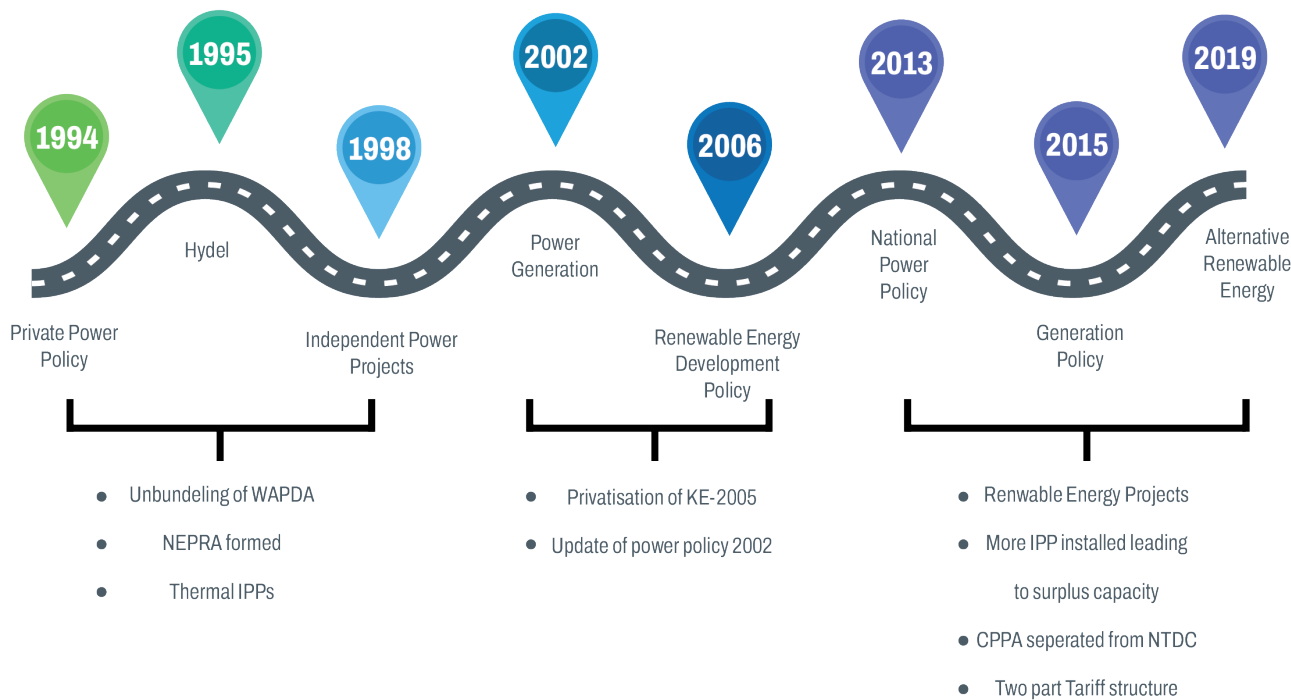 1994
1995
1998
2002
2006
2013
2015
2019
Private Power
Policy
Hydel
Independent Power
Projects
Power
Generation
Renewable Energy
Development
Policy
National
Power
Policy
Generation
Policy
Alternative
Renewable
Energy
● Unbundeling of WAPDA
● NEPRA formed
● Thermal IPPs
● Privatisation of KE-2005
● Update of power policy 2002
● Renwable Energy Projects
● More IPP installed leading
to surplus capacity
● CPPA seperated from NTDC
● Two part Tariff structure